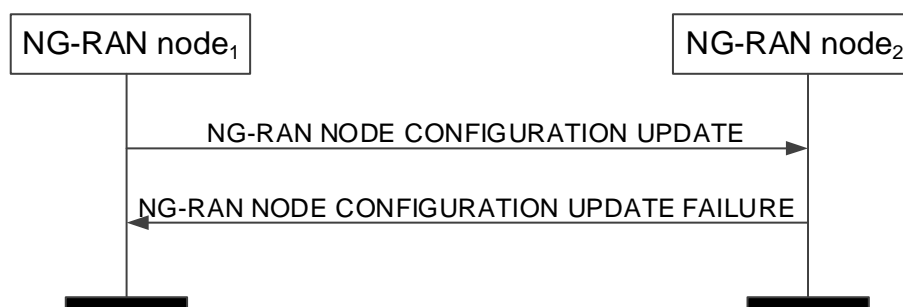 NG-RAN node₁
NG-RAN node₂
NG-RAN NODE CONFIGURATION UPDATE
NG-RAN NODE CONFIGURATION UPDATE FAILURE